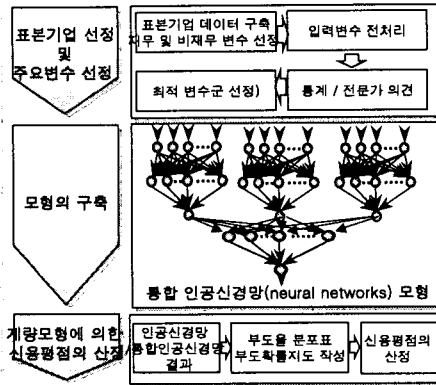 표본기업 선정
및
주요변수 선정
표본기업 데이터 구축
재무 및 비재무 변수 선정
입력변수 전처리
최적 변수군 선정)
통계 / 전문가 의견
모형의 구축
통합 인공신경망(neural networks) 모형
계량모형에 의한
신용평점의 산정
인공신경망
/통합인공신경망
결과
부도율 분포표
부도확률지도 작성
신용평점의
산정